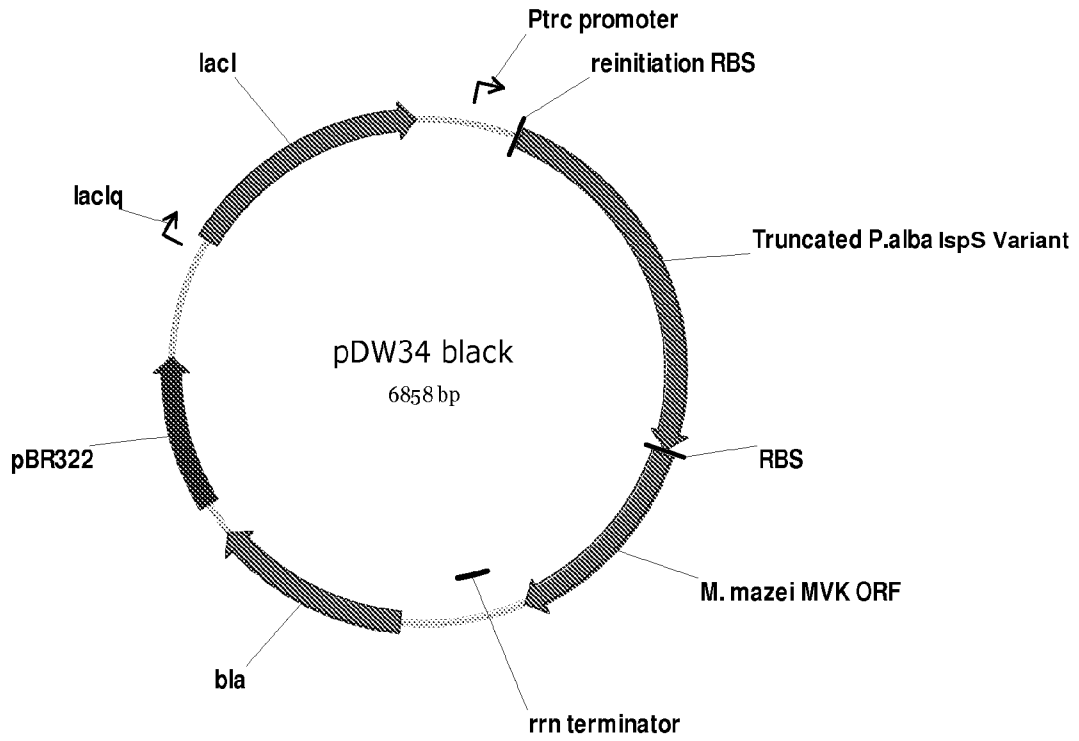 Ptrc promoter
lacI
reinitiation RBS
lacIq
Truncated P.alba IspS Variant
pDW34 black
6858 bp
pBR322
RBS
M. mazei MVK ORF
bla
rrn terminator